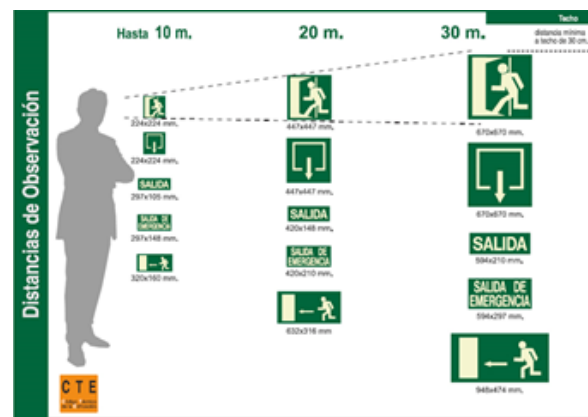 Techo
distancia mínima
a techo de 30 cm.
Distancias de Observación
Hasta 10 m.
20 m.
30 m.
224x224 mm.
447x447 mm.
670x670 mm.
224x224 mm.
447x447 mm.
670x670 mm.
SALIDA
297x105 mm.
SALIDA
420x148 mm.
SALIDA
594x210 mm.
SALIDA DE
EMERGENCIA
297x148 mm.
SALIDA DE
EMERGENCIA
420x210 mm.
SALIDA DE
EMERGENCIA
594x297 mm.
320x160 mm.
632x316 mm
948x474 mm.
CTE